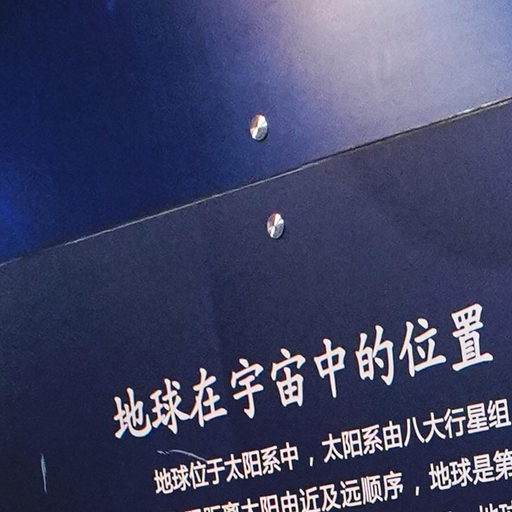 地球在宇宙中的位置
地球位于太阳系中，太阳系由八大行星组
距离太阳由近及远顺序，地球是第
地球